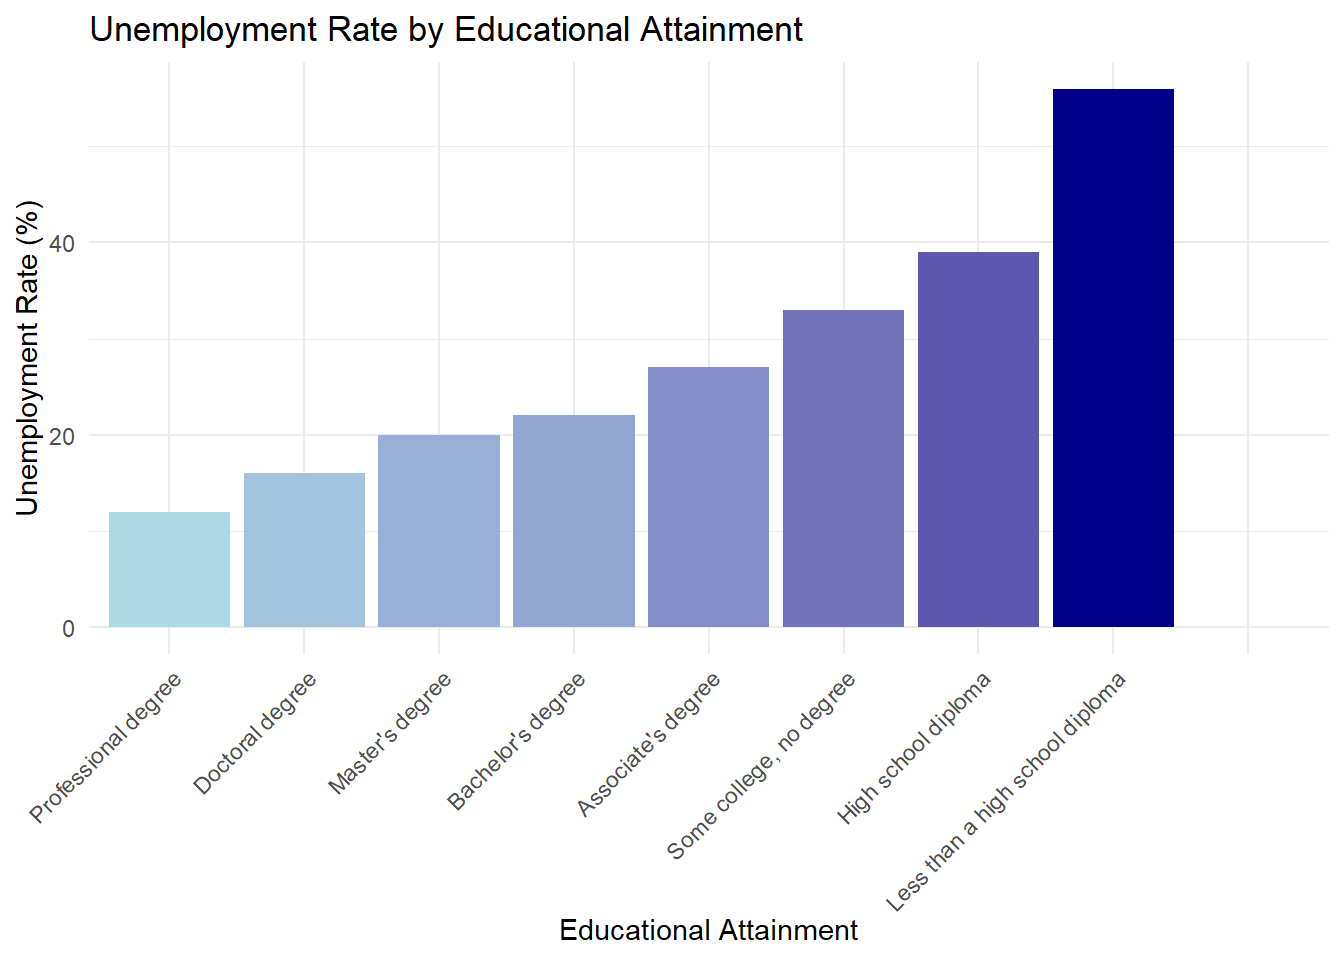 Unemployment Rate by Educational Attainment
Unemployment Rate (%)
40
20
0
Professional degree
Doctoral degree
Master's degree
Bachelor's degree
Associate's degree
Some college, no degree
High school diploma
Less than a high school diploma
Educational Attainment